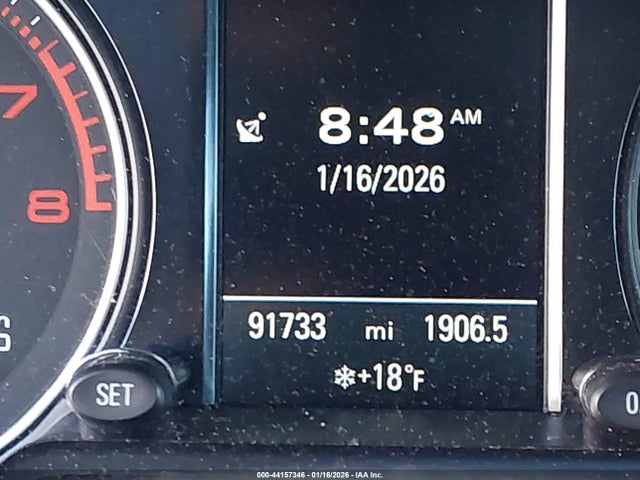 7
8
8:48 AM
1/16/2026
91733 mi 1906.5
+18°F
SET
000-44157346 - 01/16/2026 - IAA Inc.